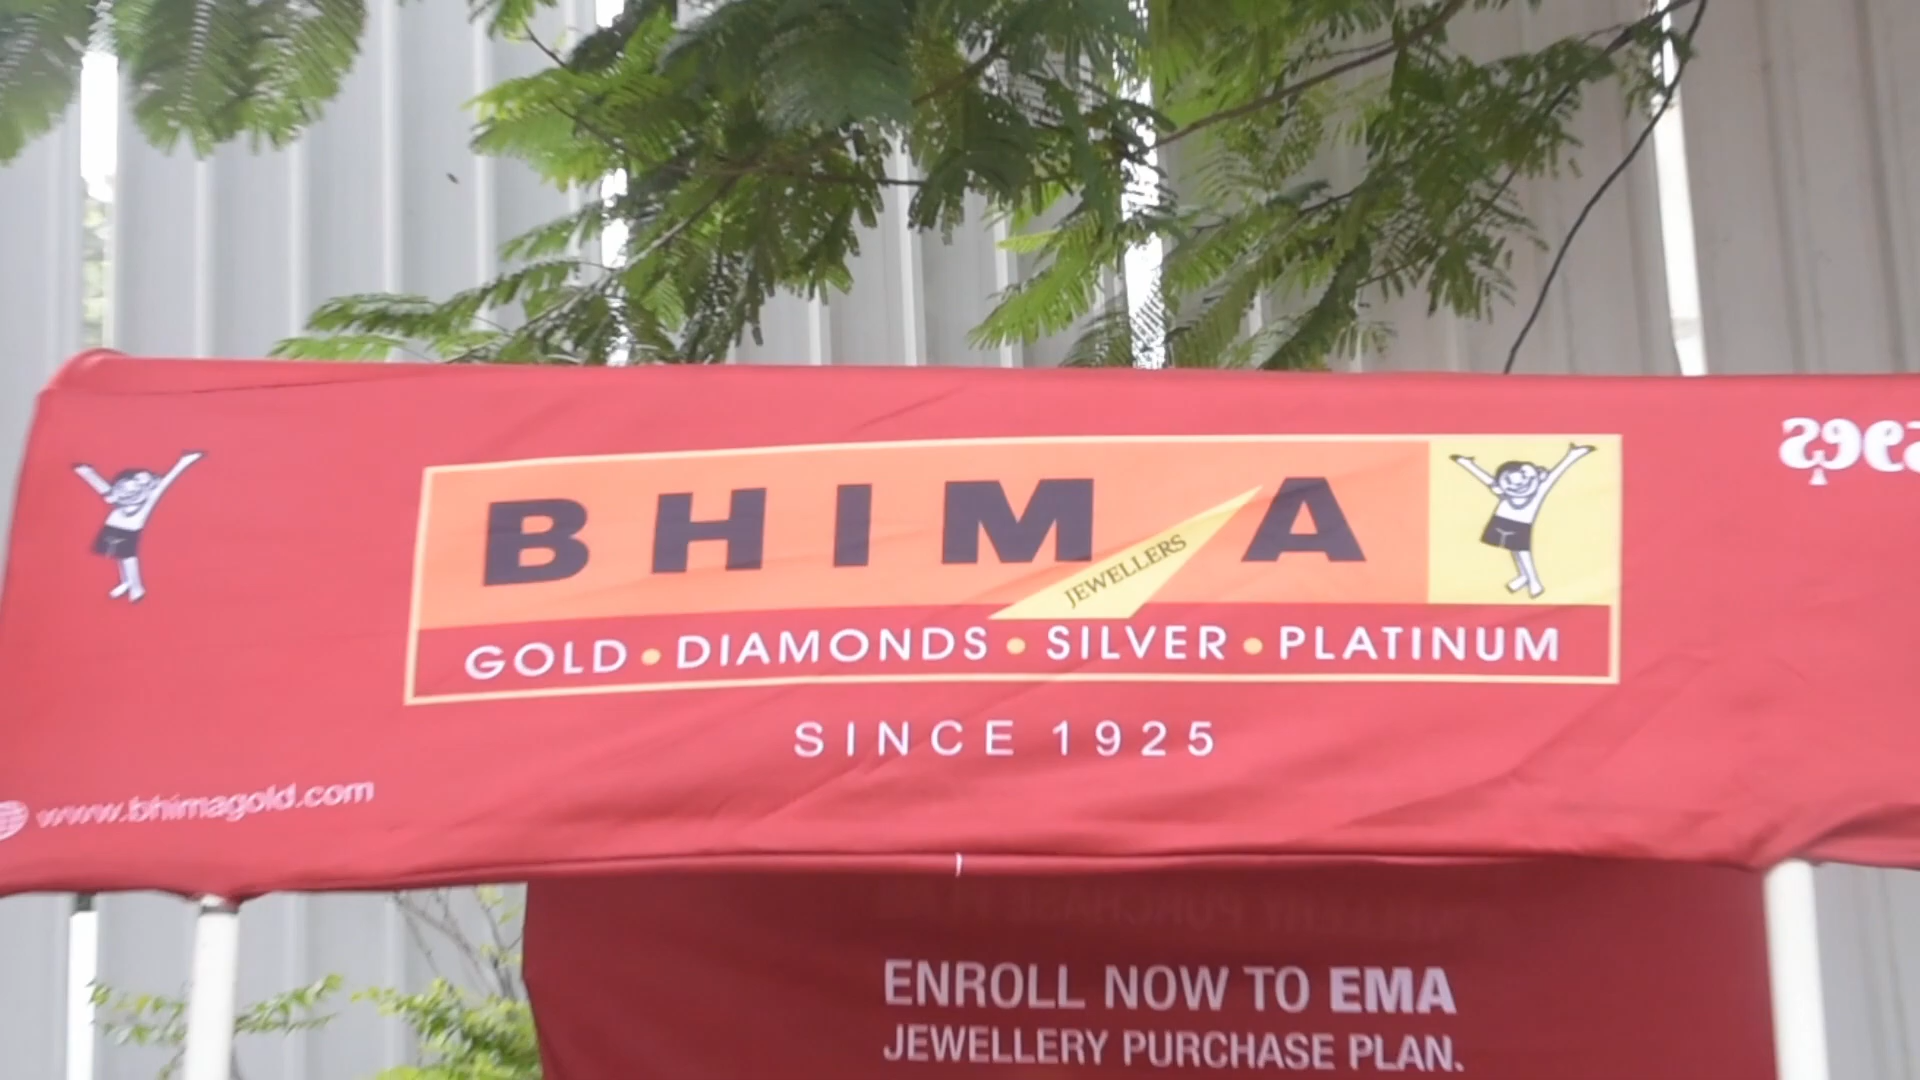 BHIMA
JEWELLERS
GOLD • DIAMONDS • SILVER • PLATINUM
SINCE 1925
www.bhimagold.com
ENROLL NOW TO EMA
JEWELLERY PURCHASE PLAN.